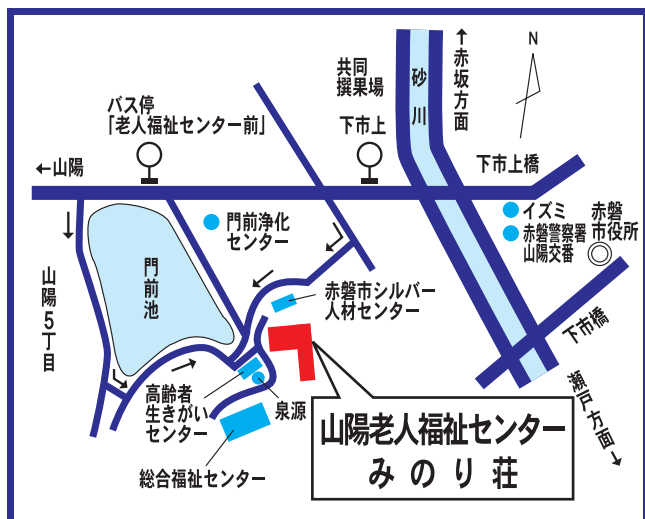 N
↑赤坂方面
砂川
共同
撰果場
下市上
バス停
「老人福祉センター前」
←山陽
下市上橋
イズミ
赤磐警察署
山陽交番
赤磐
市役所
門前浄化
センター
門前池
山陽5丁目
赤磐市シルバー
人材センター
下市橋
瀬戸方面→
高齢者
生きがい
センター
泉源
総合福祉センター
山陽老人福祉センター
みのり荘